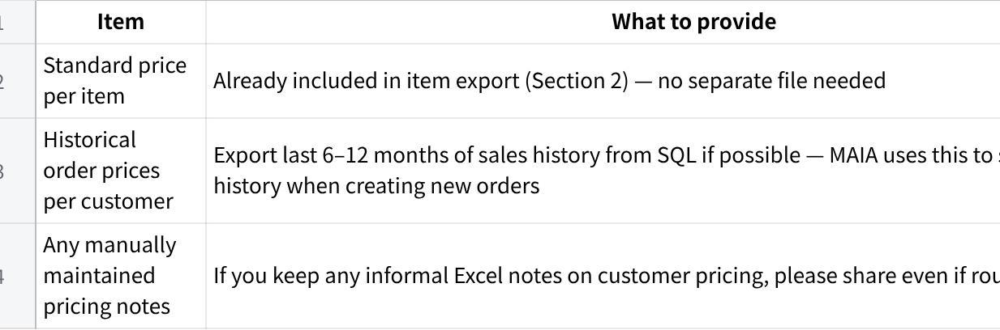 1 Item What to provide
2 Standard price
per item
Already included in item export (Section 2) — no separate file needed
3 Historical
order prices
per customer
Export last 6–12 months of sales history from SQL if possible — MAIA uses this to
history when creating new orders
4 Any manually
maintained
pricing notes
If you keep any informal Excel notes on customer pricing, please share even if